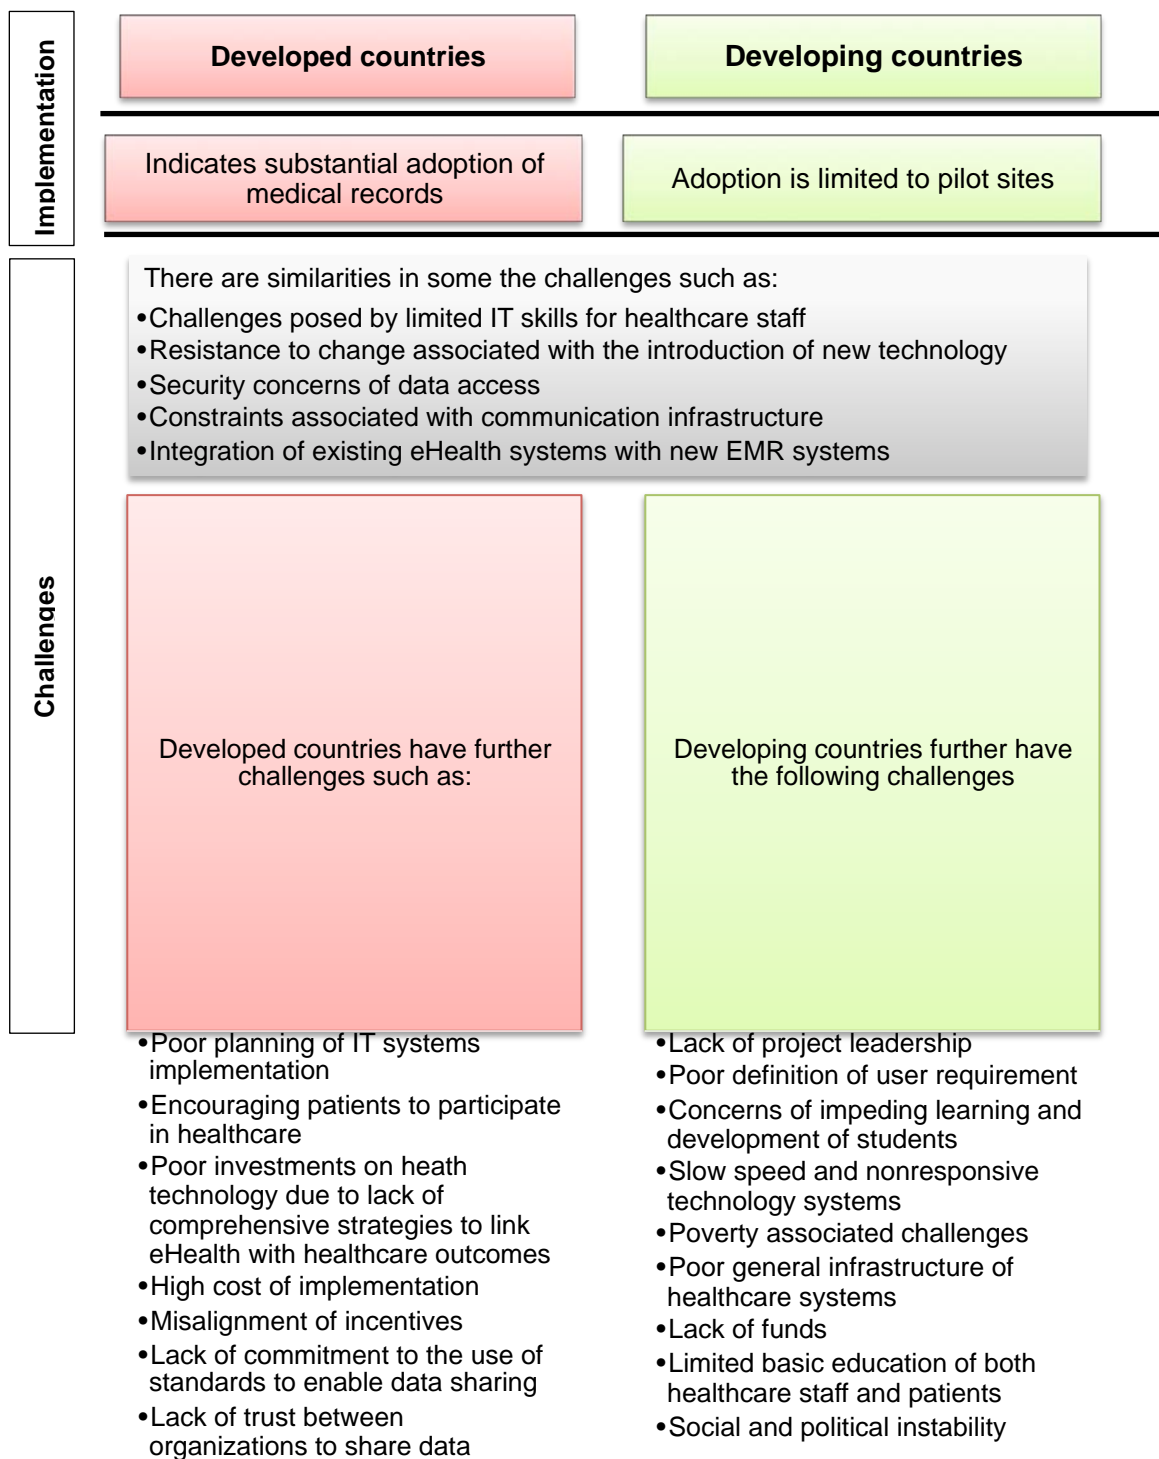 Implementation
Developed countries
Developing countries
Indicates substantial adoption of
medical records
Adoption is limited to pilot sites
Challenges
There are similarities in some the challenges such as:
•Challenges posed by limited IT skills for healthcare staff
•Resistance to change associated with the introduction of new technology
•Security concerns of data access
•Constraints associated with communication infrastructure
•Integration of existing eHealth systems with new EMR systems
Developed countries have further
challenges such as:
•Poor planning of IT systems
implementation
•Encouraging patients to participate
in healthcare
•Poor investments on heath
technology due to lack of
comprehensive strategies to link
eHealth with healthcare outcomes
•High cost of implementation
•Misalignment of incentives
•Lack of commitment to the use of
standards to enable data sharing
•Lack of trust between
organizations to share data
Developing countries further have
the following challenges
•Lack of project leadership
•Poor definition of user requirement
•Concerns of impeding learning and
development of students
•Slow speed and nonresponsive
technology systems
•Poverty associated challenges
•Poor general infrastructure of
healthcare systems
•Lack of funds
•Limited basic education of both
healthcare staff and patients
•Social and political instability